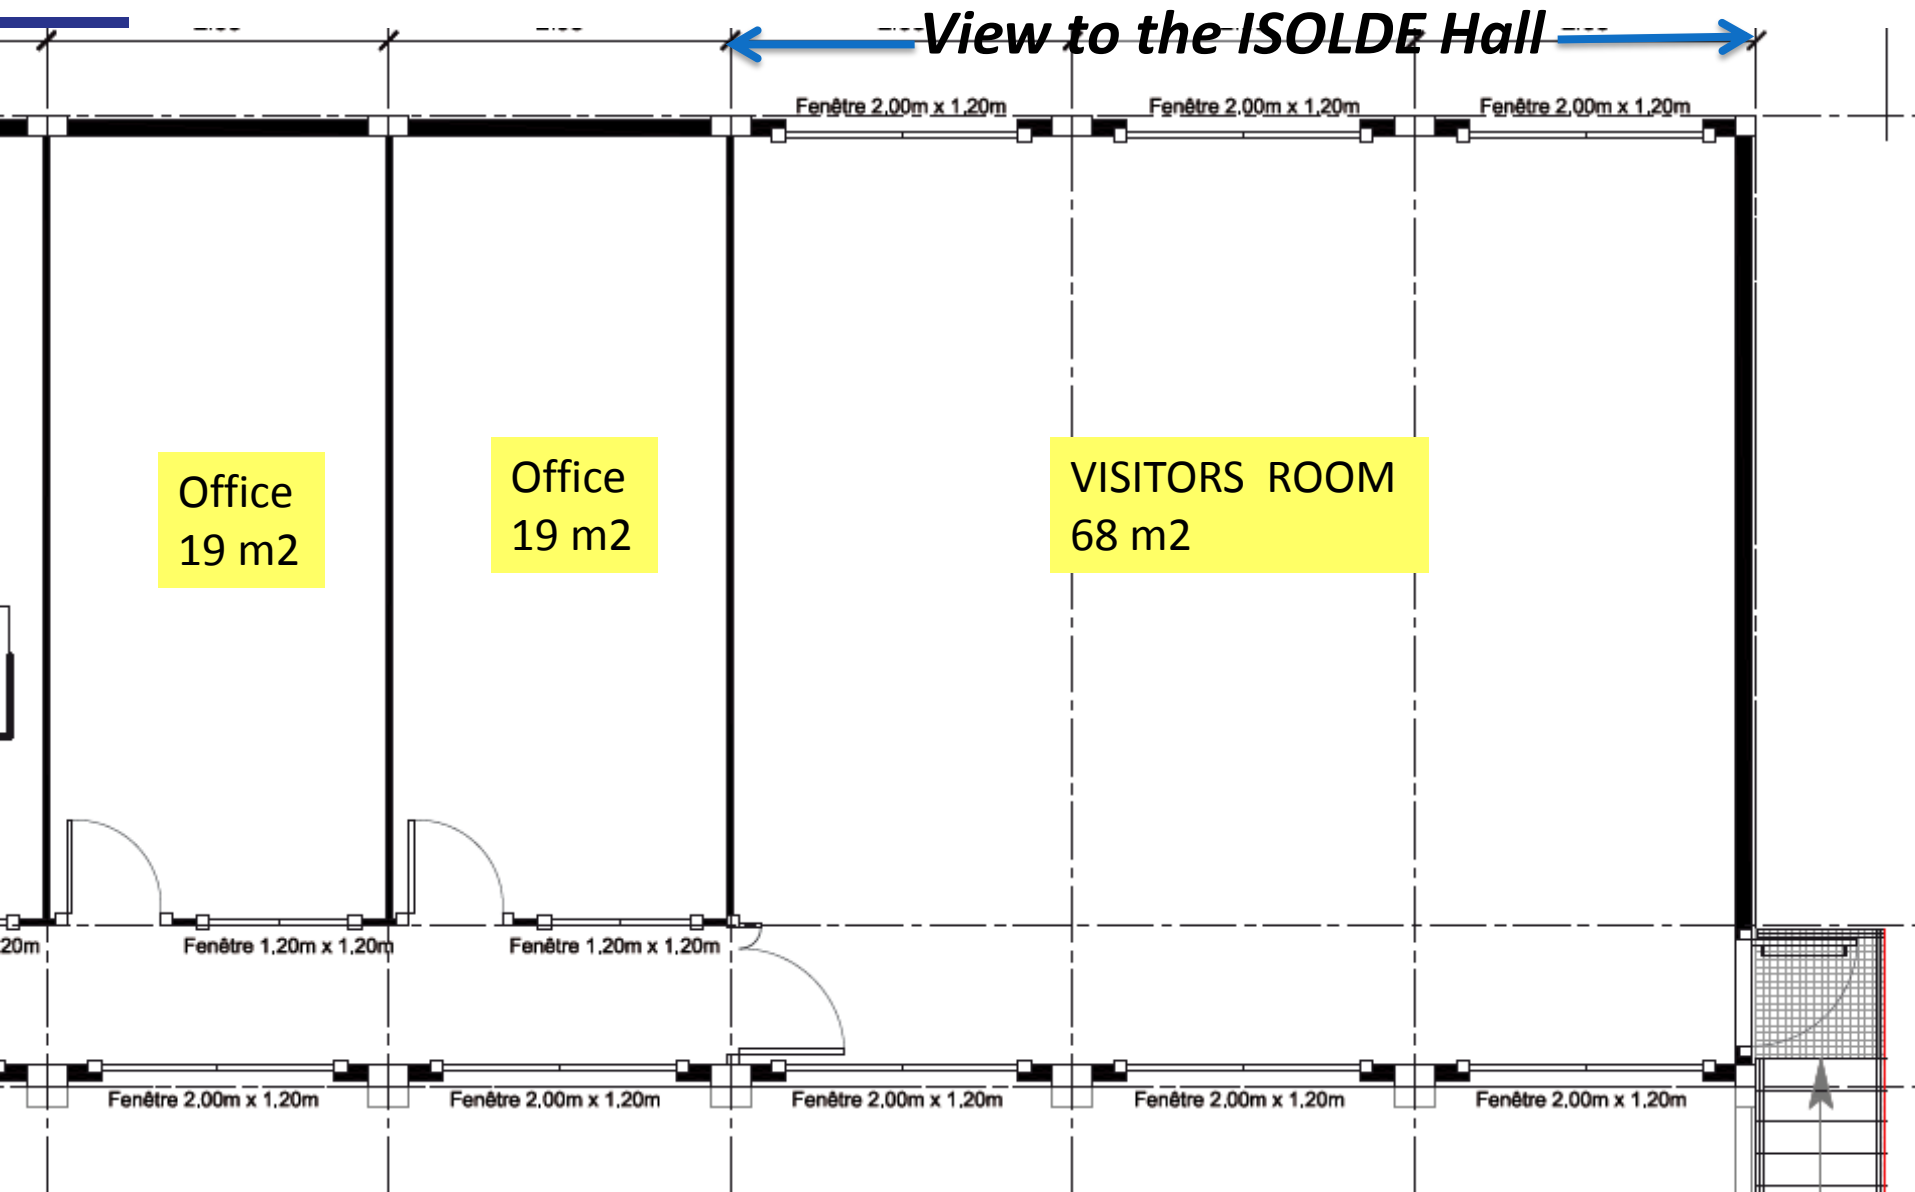 View to the ISOLDE Hall
Fenêtre 2,00m x 1,20m
Fenêtre 2,00m x 1,20m
Fenêtre 2,00m x 1,20m
Office
19 m2
Office
19 m2
VISITORS ROOM
68 m2
20m
Fenêtre 1,20m x 1,20m
Fenêtre 1,20m x 1,20m
Fenêtre 2,00m x 1,20m
Fenêtre 2,00m x 1,20m
Fenêtre 2,00m x 1,20m
Fenêtre 2,00m x 1,20m
Fenêtre 2,00m x 1,20m